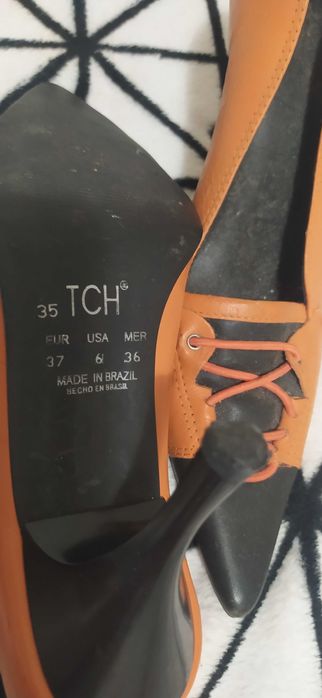 35 TCH®
EUR USA MER
37 6 36
MADE IN BRAZIL
HECHO EN BRASIL